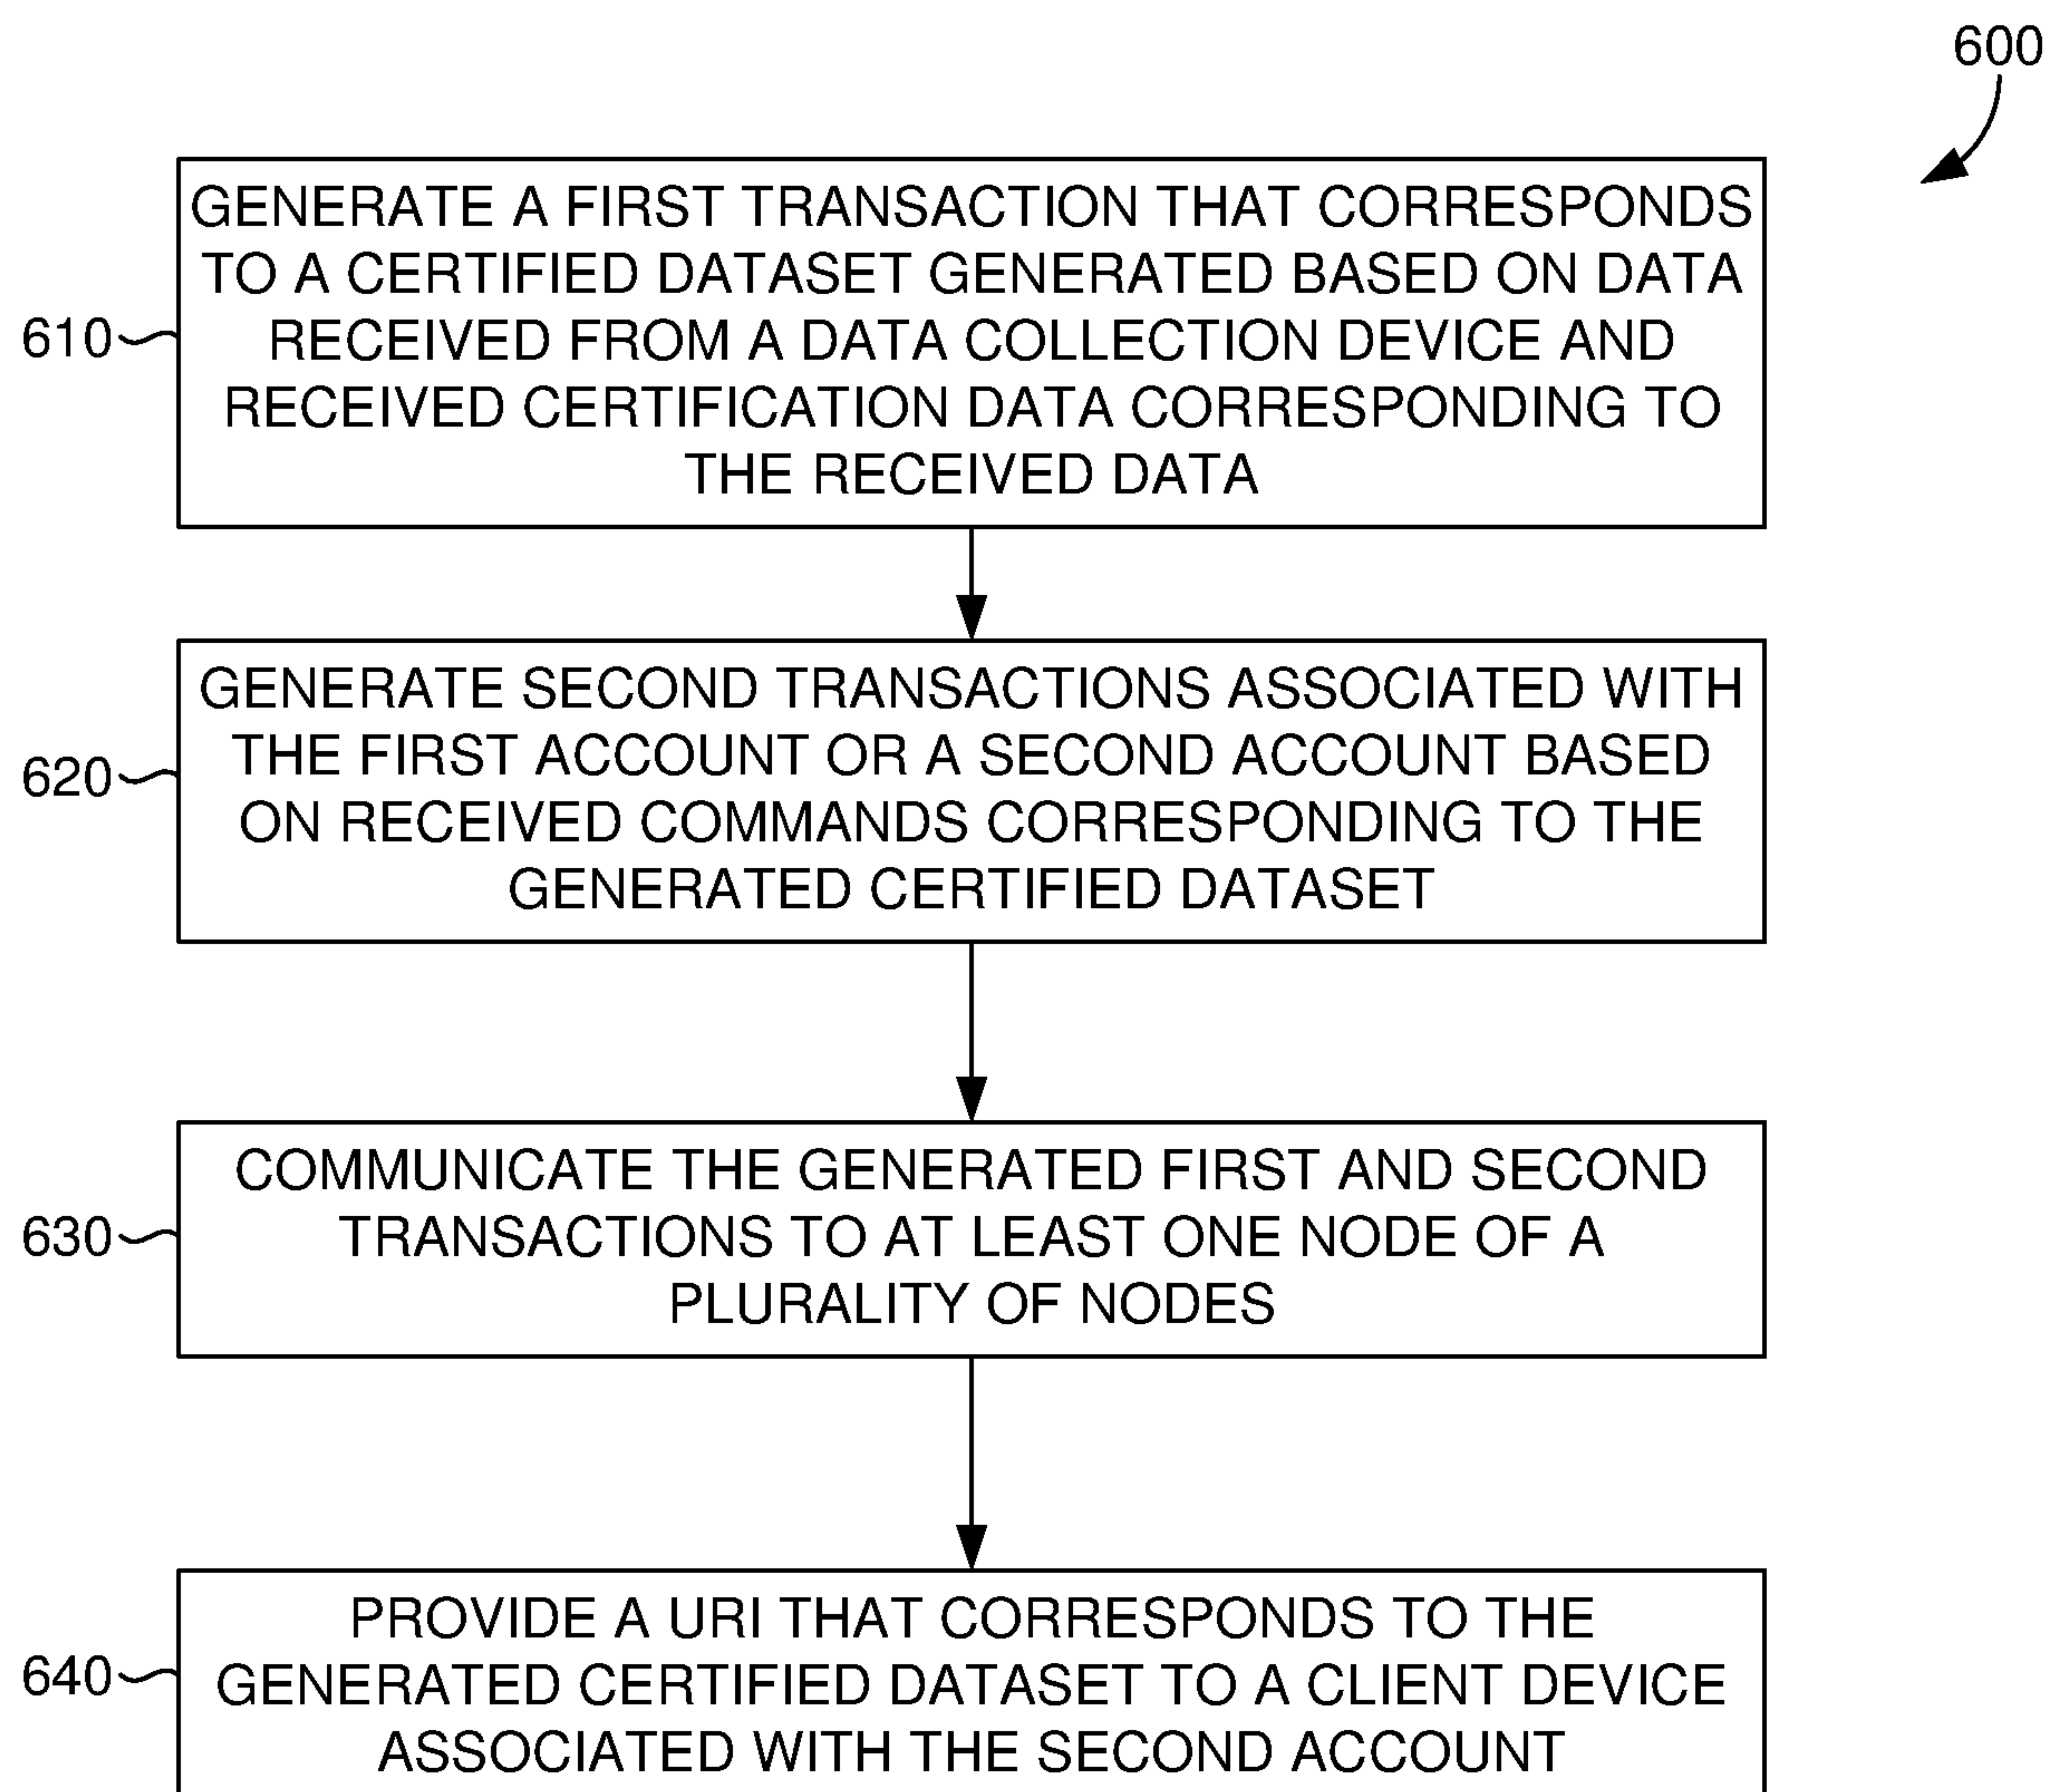 600
GENERATE A FIRST TRANSACTION THAT CORRESPONDS
TO A CERTIFIED DATASET GENERATED BASED ON DATA
RECEIVED FROM A DATA COLLECTION DEVICE AND
RECEIVED CERTIFICATION DATA CORRESPONDING TO
THE RECEIVED DATA
610
GENERATE SECOND TRANSACTIONS ASSOCIATED WITH
THE FIRST ACCOUNT OR A SECOND ACCOUNT BASED
ON RECEIVED COMMANDS CORRESPONDING TO THE
GENERATED CERTIFIED DATASET
620
COMMUNICATE THE GENERATED FIRST AND SECOND
TRANSACTIONS TO AT LEAST ONE NODE OF A
PLURALITY OF NODES
630
PROVIDE A URI THAT CORRESPONDS TO THE
GENERATED CERTIFIED DATASET TO A CLIENT DEVICE
ASSOCIATED WITH THE SECOND ACCOUNT
640